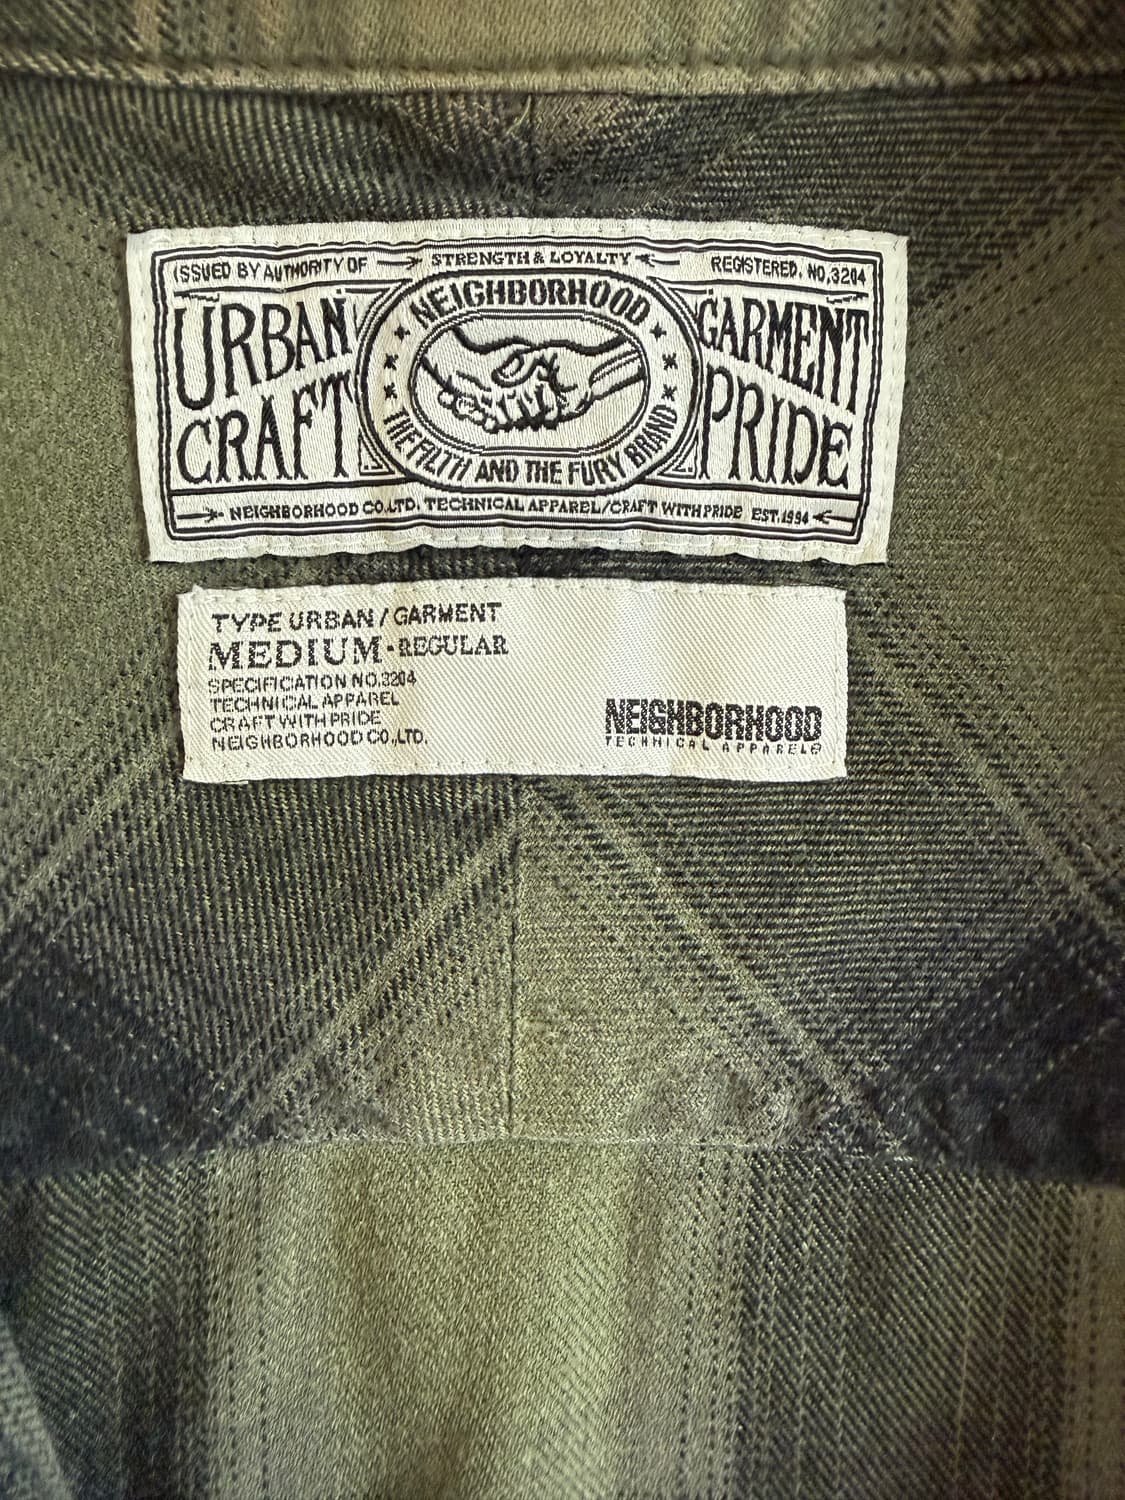 ISSUED BY AUTHORITY OF
STRENGTH & LOYALTY
REGISTERED. NO.3204
URBAN
CRAFT
NEIGHBORHOOD
THE FILTH AND THE FURY BRAND
GARMENT
PRIDE
NEIGHBORHOOD CO.LTD. TECHNICAL APPAREL/CRAFT WITH PRIDE EST.1994
TYPE URBAN / GARMENT
MEDIUM-REGULAR
SPECIFICATION NO.3204
TECHNICAL APPAREL
CRAFT WITH PRIDE
NEIGHBORHOOD CO.,LTD.
NEIGHBORHOOD
TECHNICAL APPAREL®